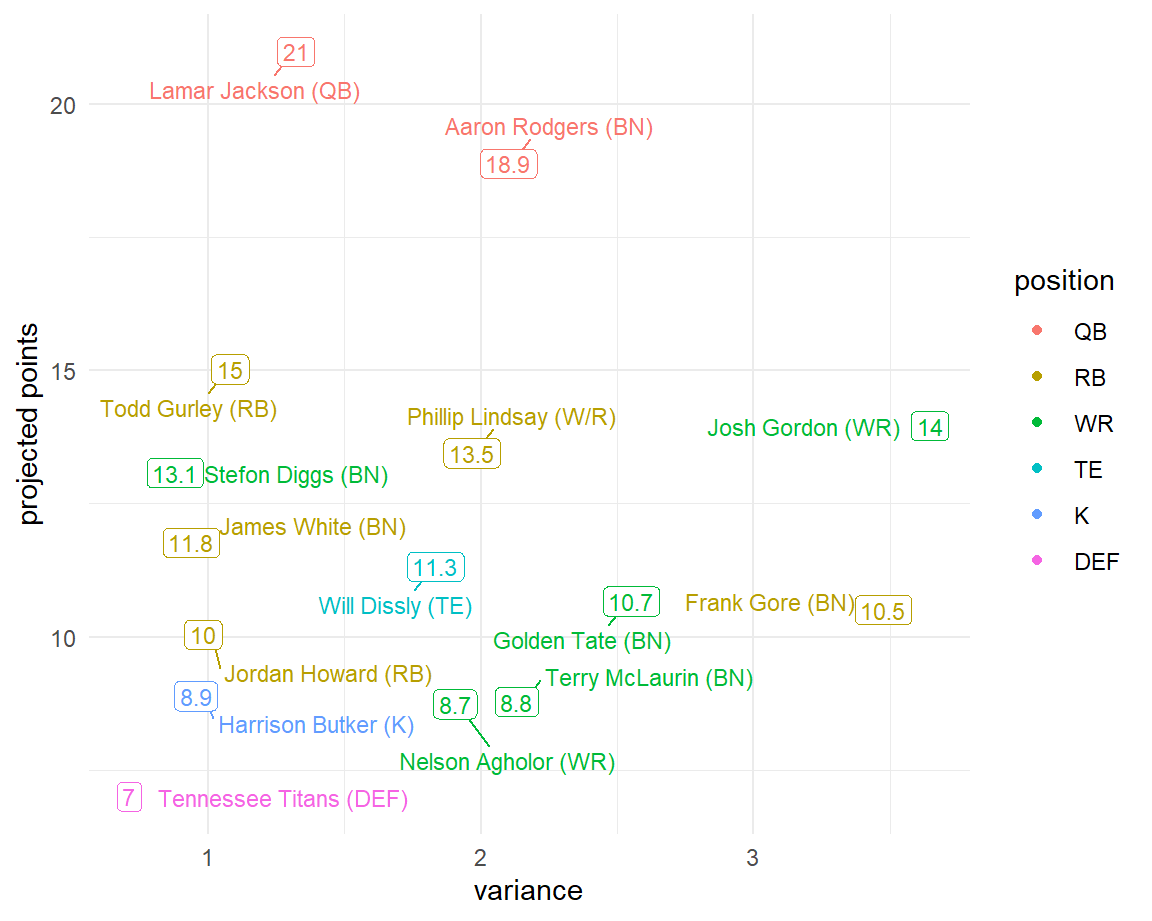 21
Lamar Jackson (QB)
20
Aaron Rodgers (BN)
18.9
position
QB
RB
WR
TE
K
DEF
projected points
15
15
Todd Gurley (RB)
Phillip Lindsay (W/R)
Josh Gordon (WR) 14
13.5
13.1 Stefon Diggs (BN)
James White (BN)
11.8
11.3
Will Dissly (TE)
10.7
Frank Gore (BN) 10.5
10
10
Golden Tate (BN)
Jordan Howard (RB)
Terry McLaurin (BN)
8.9
8.7
8.8
Harrison Butker (K)
Nelson Agholor (WR)
7 Tennessee Titans (DEF)
1 2 3
variance